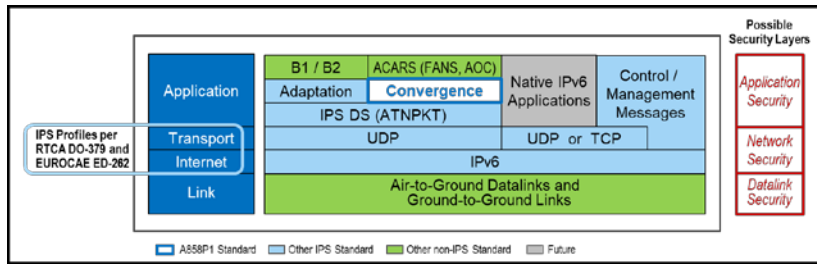 Possible
Security Layers
Application
B1 / B2
ACARS (FANS, AOC)
Adaptation
Convergence
IPS DS (ATNPKT)
Native IPv6
Applications
Control /
Management
Messages
Application
Security
IPS Profiles per
RTCA DO-379 and
EUROCAE ED-262
Transport
UDP
UDP or TCP
Network
Security
Internet
IPv6
Link
Air-to-Ground Datalinks and
Ground-to-Ground Links
Datalink
Security
A858P1 Standard
Other IPS Standard
Other non-IPS Standard
Future